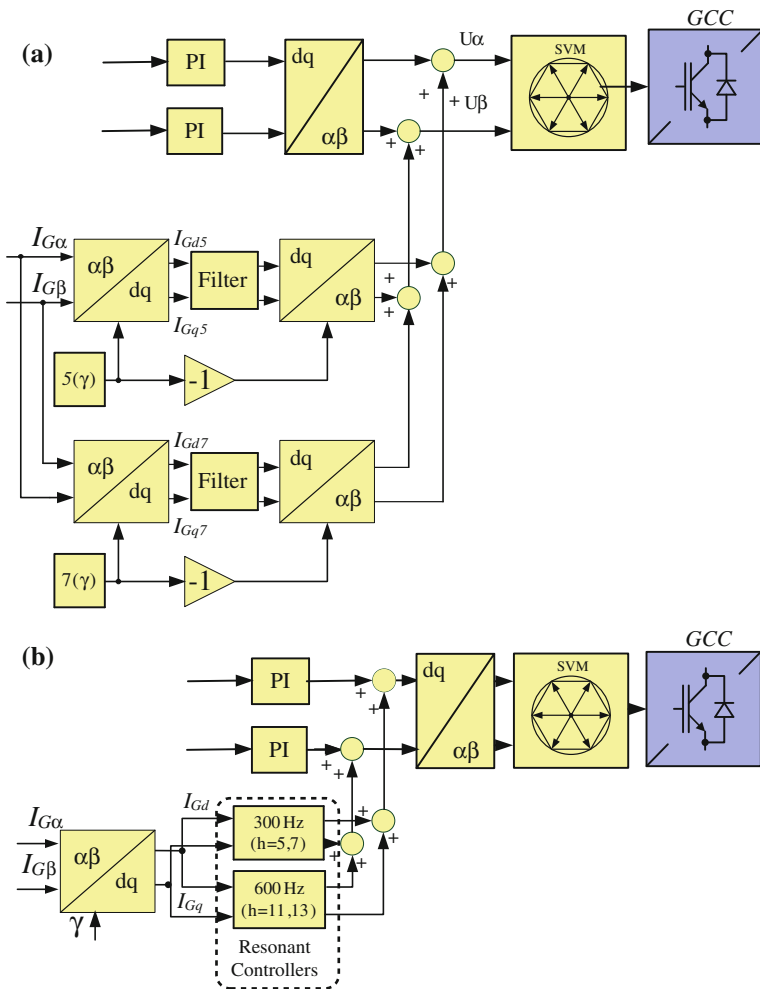 (a)
GCC
PI
dq
αβ
Uα
SVM
PI
+
+ Uβ
+
+
IGα
IGβ
αβ
dq
IGd5
IGq5
Filter
dq
αβ
+
+
+
5(γ)
-1
αβ
dq
IGd7
IGq7
Filter
dq
αβ
7(γ)
-1
(b)
GCC
PI
+
+
dq
αβ
SVM
PI
+
+
IGα
IGβ
αβ
dq
γ
IGd
IGq
300 Hz
(h=5,7)
+
+
+
+
600 Hz
(h=11,13)
Resonant
Controllers